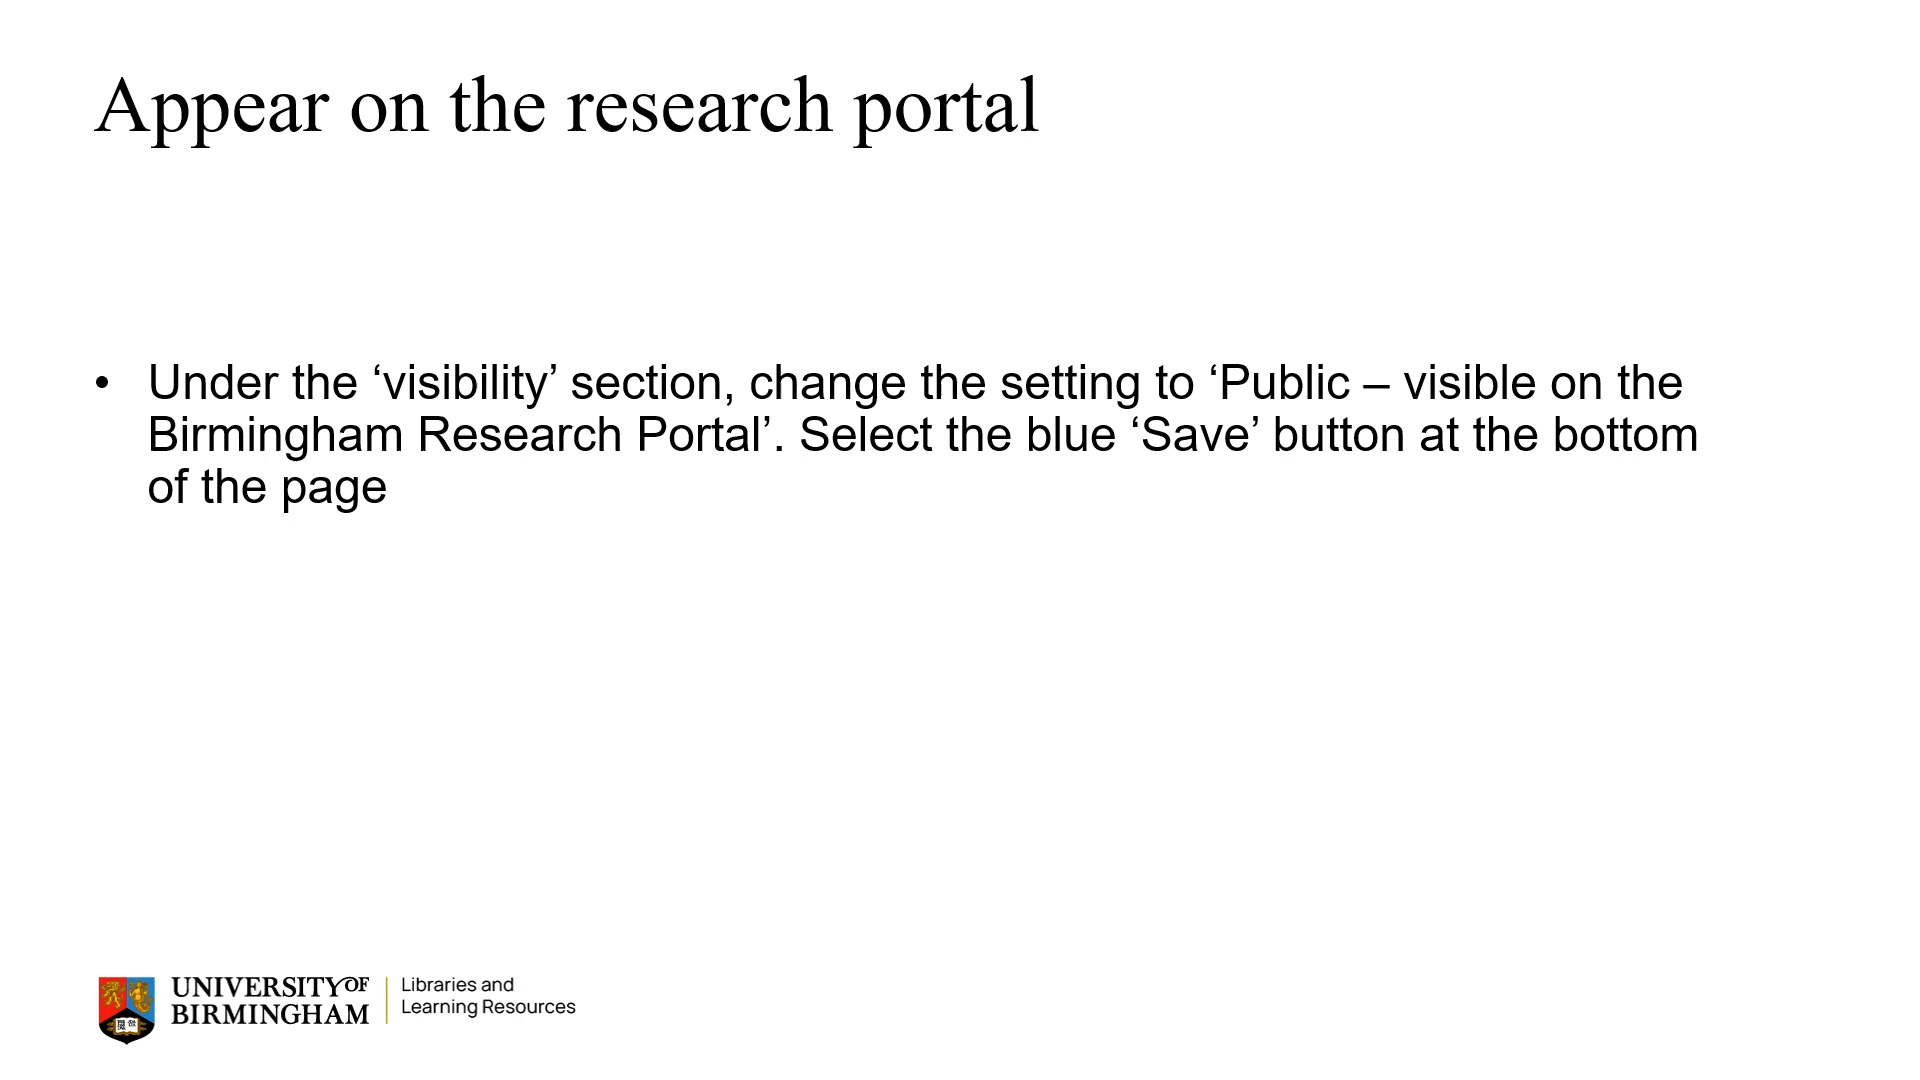 Appear on the research portal
• Under the ‘visibility’ section, change the setting to ‘Public – visible on the
Birmingham Research Portal’. Select the blue ‘Save’ button at the bottom
of the page
UNIVERSITY OF
BIRMINGHAM
Libraries and
Learning Resources